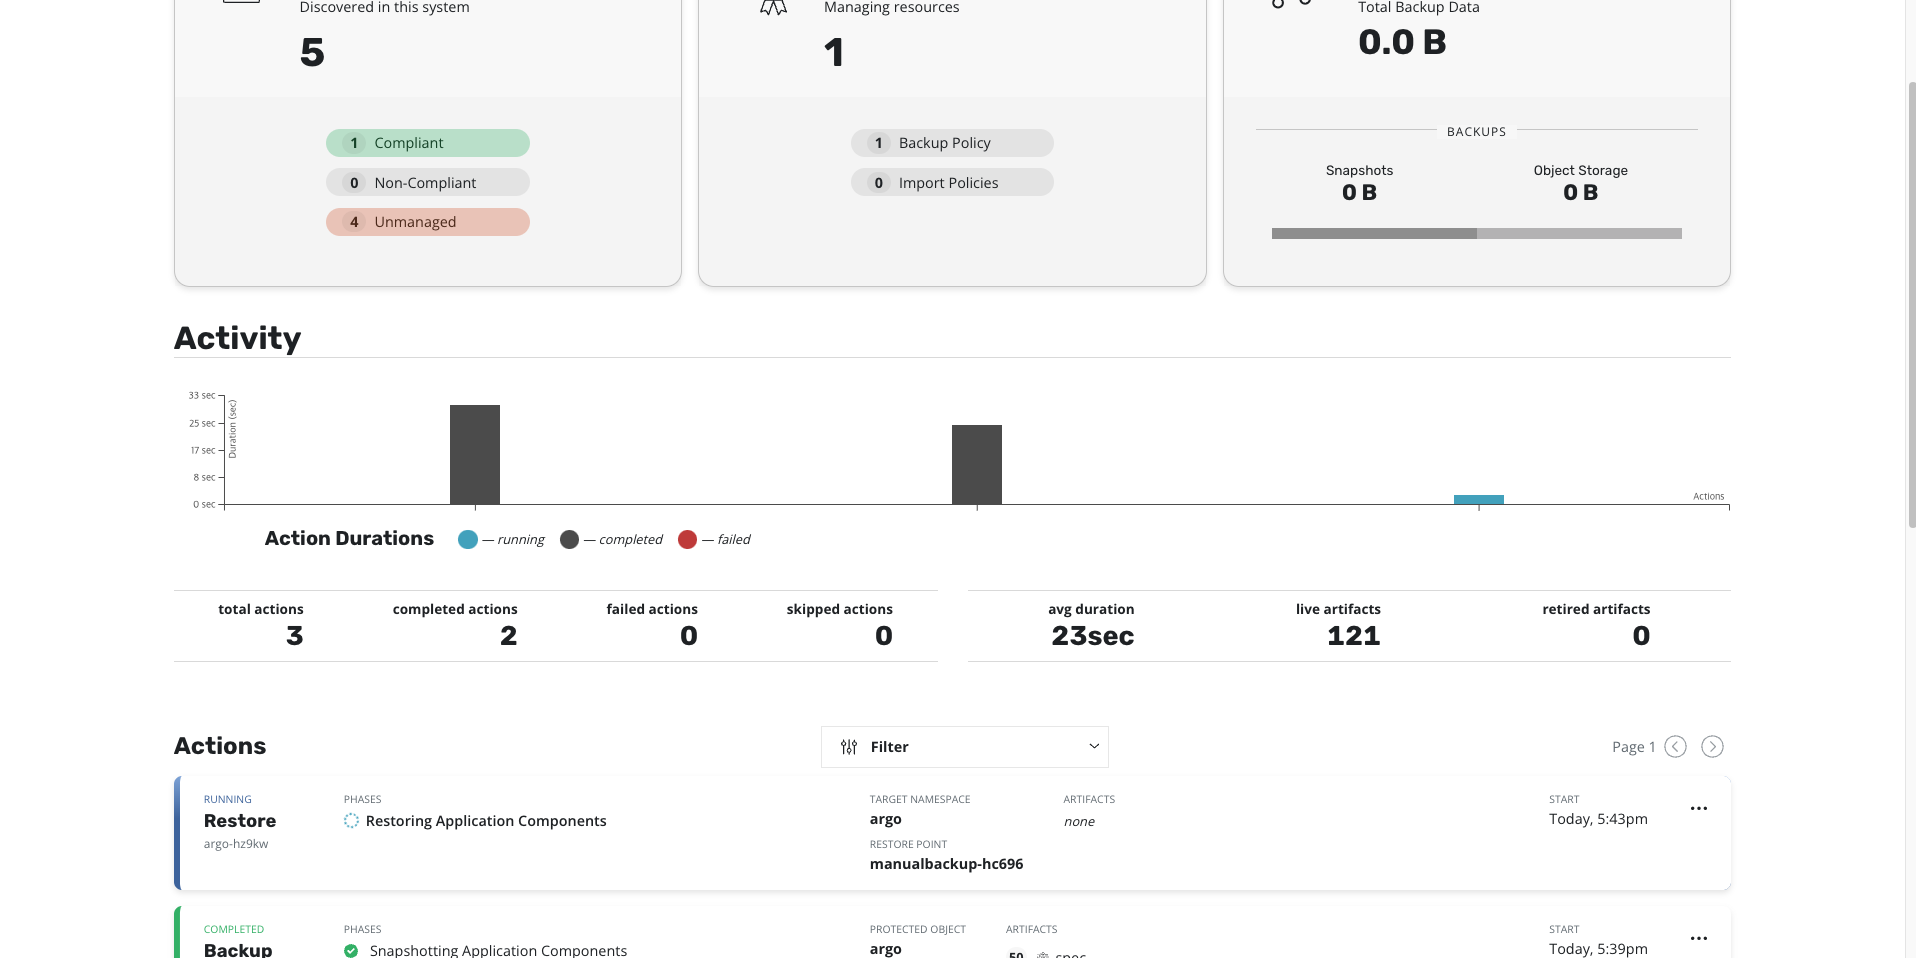 Discovered in this system
5
1 Compliant
0 Non-Compliant
4 Unmanaged
Managing resources
1
1 Backup Policy
0 Import Policies
Total Backup Data
0.0 B
BACKUPS
Snapshots
0 B
Object Storage
0 B
Activity
33 sec
25 sec
17 sec
8 sec
0 sec
Duration (sec)
Actions
Action Durations — running — completed — failed
total actions
3
completed actions
2
failed actions
0
skipped actions
0
avg duration
23sec
live artifacts
121
retired artifacts
0
Actions
Filter
Page 1
RUNNING
Restore
argo-hz9kw
PHASES
Restoring Application Components
TARGET NAMESPACE
argo
RESTORE POINT
manualbackup-hc696
ARTIFACTS
none
START
Today, 5:43pm
COMPLETED
Backup
PHASES
Snapshotting Application Components
PROTECTED OBJECT
argo
ARTIFACTS
50 spec
START
Today, 5:39pm